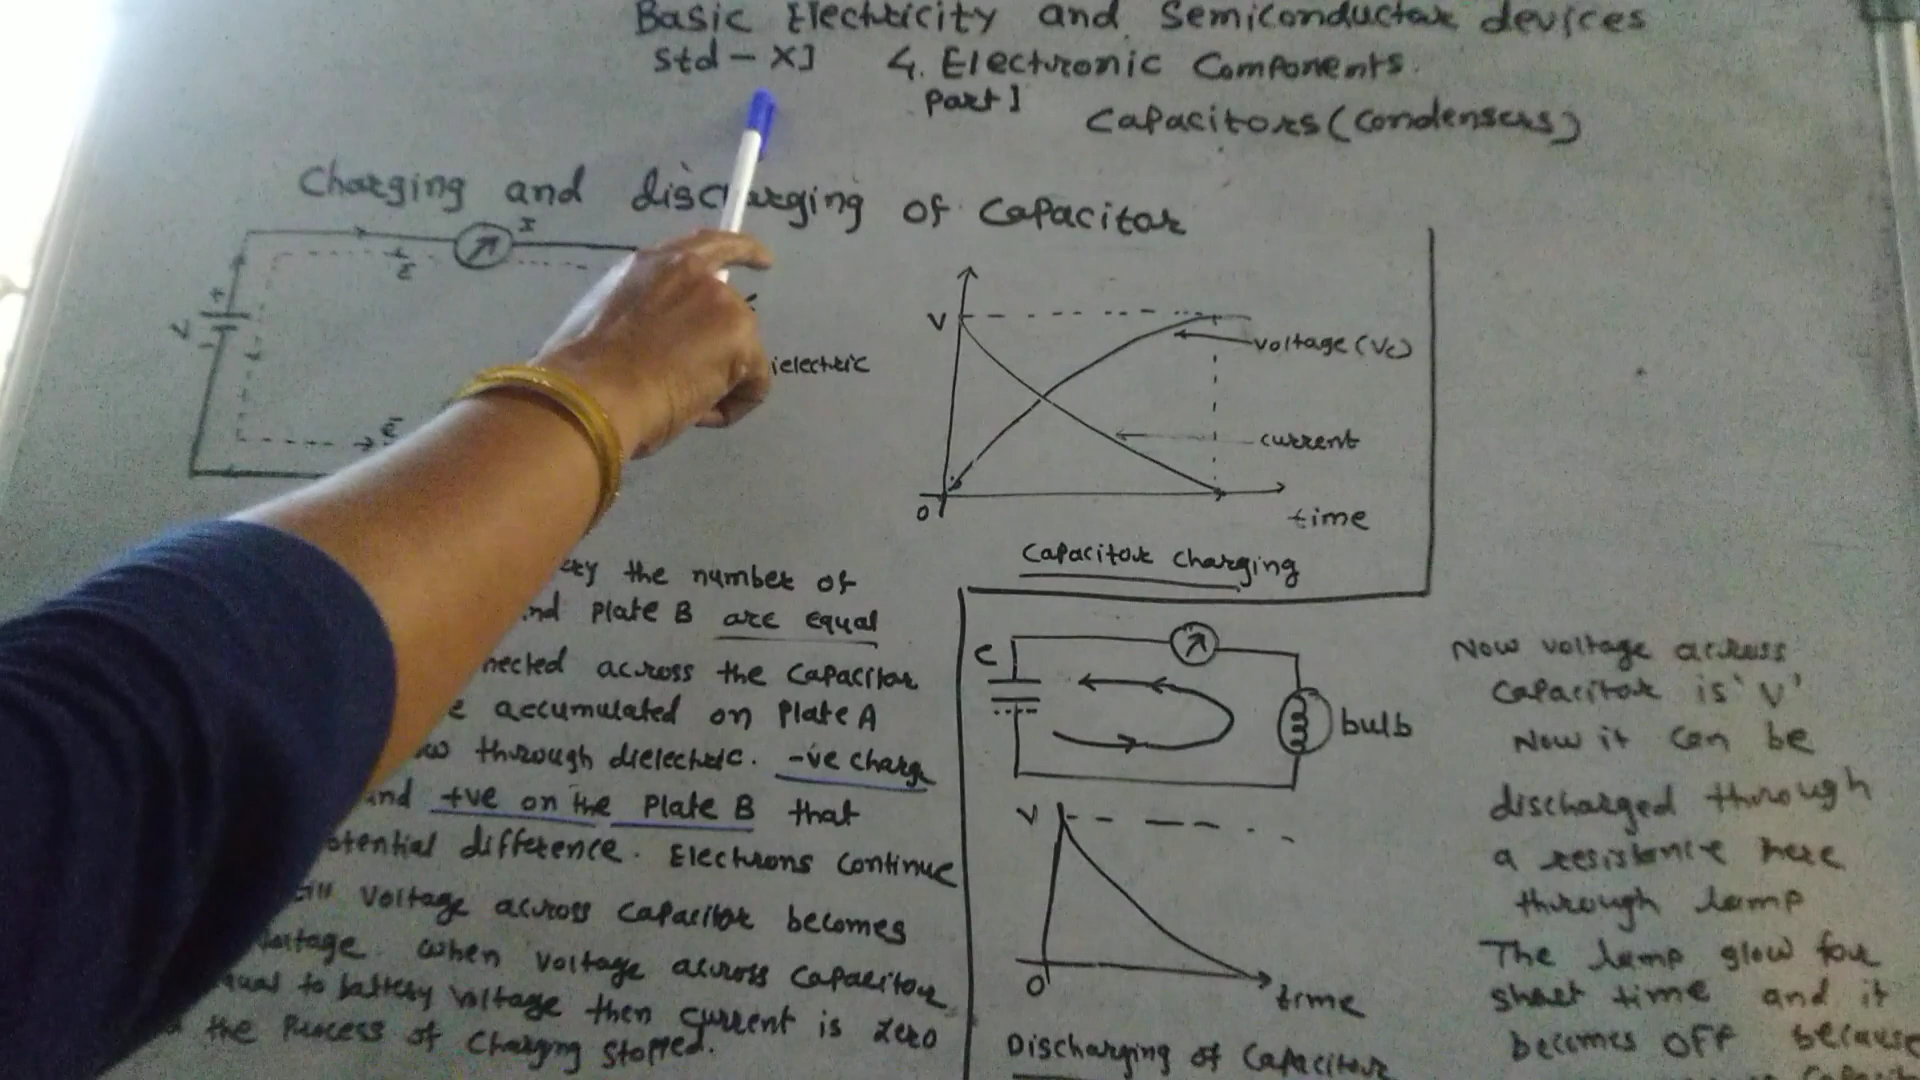 Basic Electricity and Semiconductor devices
Std - XI 4. Electronic Components
Part I
Capacitors (Condensers)
Charging and discharging of Capacitor
I
+
V
-
ē
ielectric
V
voltage (Vc)
current
0
time
Capacitor Charging
the number of
Plate B are equal
nected across the Capacitor
accumulated on Plate A
through dielectric. -ve charge
+ve on the Plate B that
otential difference. Electrons continue
voltage across Capacitor becomes
when voltage across Capacitor
to battery voltage then current is zero
the Process of Charging Stopped.
C
bulb
V
0
time
Discharging of Capacitor
Now voltage across
Capacitor is 'V'
Now it can be
discharged through
a resistance here
through lamp
The lamp glow for
short time and it
becomes OFF because